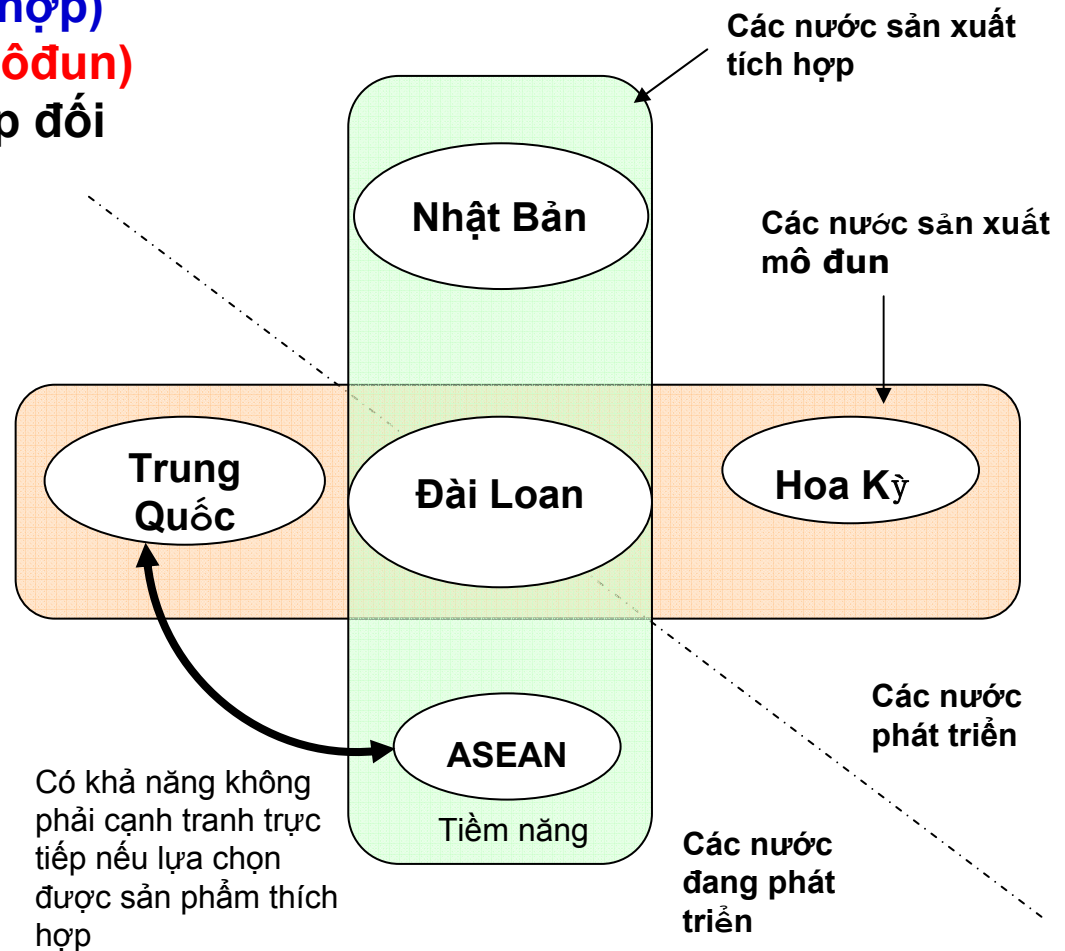 hợp)
ôđun)
p đối
Các nước sản xuất
tích hợp
Nhật Bản
Các nước sản xuất
mô đun
Trung
Quốc
Đài Loan
Hoa Kỳ
Các nước
phát triển
ASEAN
Tiềm năng
Có khả năng không
phải cạnh tranh trực
tiếp nếu lựa chọn
được sản phẩm thích
hợp
Các nước
đang phát
triển